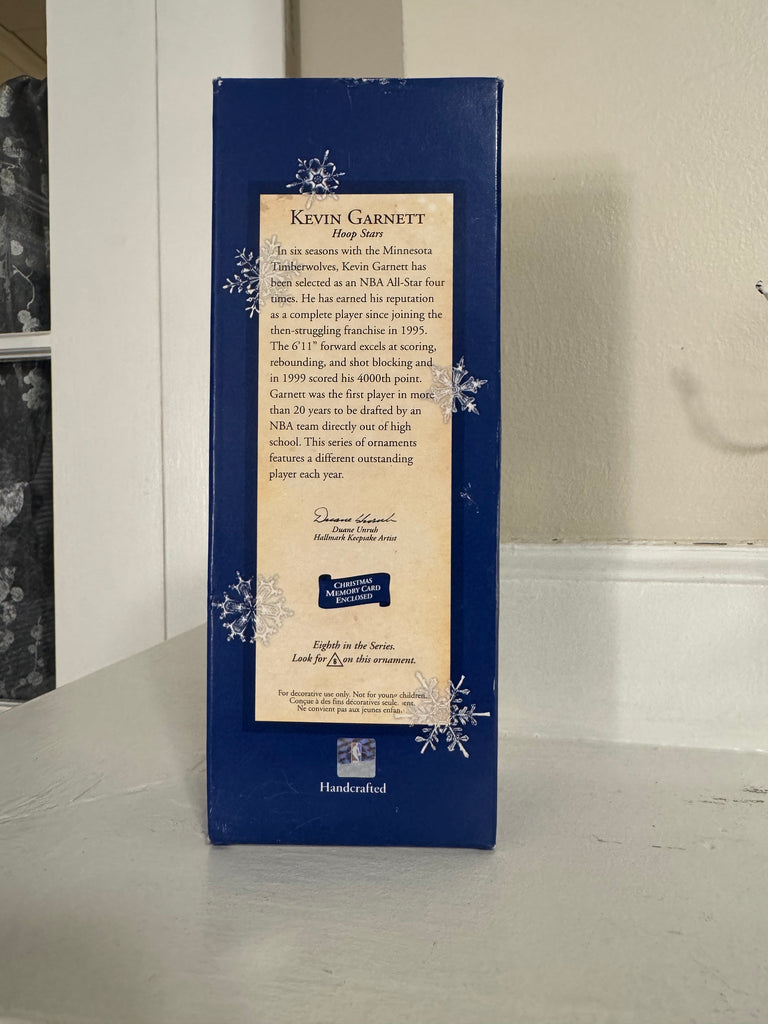 KEVIN GARNETT
Hoop Stars
In six seasons with the Minnesota
Timberwolves, Kevin Garnett has
been selected as an NBA All-Star four
times. He has earned his reputation
as a complete player since joining the
then-struggling franchise in 1995.
The 6'11" forward excels at scoring,
rebounding, and shot blocking and
in 1999 scored his 4000th point.
Garnett was the first player in more
than 20 years to be drafted by an
NBA team directly out of high
school. This series of ornaments
features a different outstanding
player each year.
Duane Unruh
Duane Unruh
Hallmark Keepsake Artist
CHRISTMAS
MEMORY CARD
ENCLOSED
Eighth in the Series.
Look for 8 on this ornament.
For decorative use only. Not for young children.
Conçue à des fins décoratives seulement.
Ne convient pas aux jeunes enfan
Handcrafted